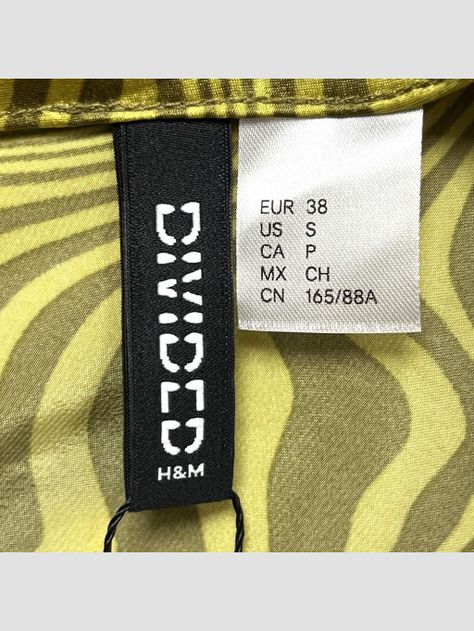 DIVIDED
H&M
EUR 38
US S
CA P
MX CH
CN 165/88A